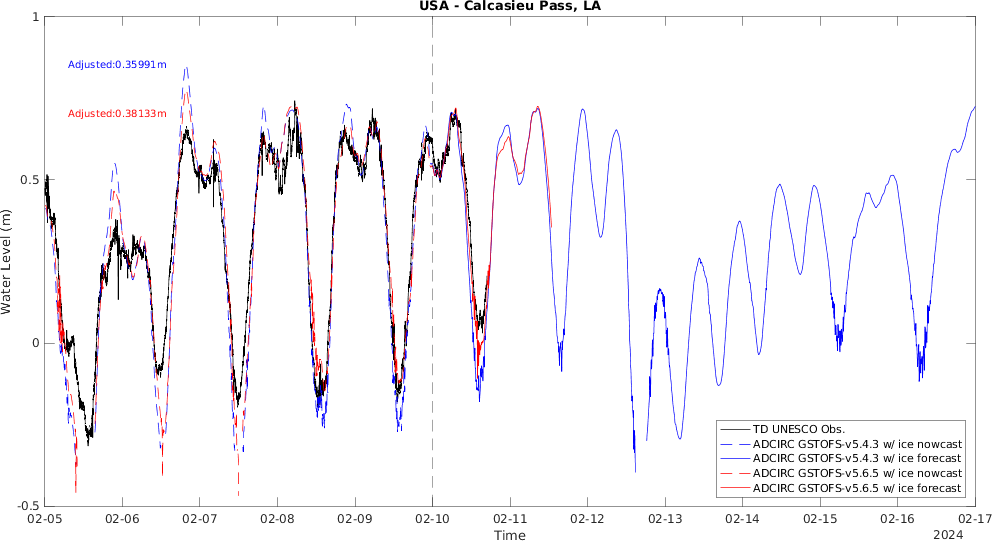 USA - Calcasieu Pass, LA
1
Adjusted:0.35991m
Adjusted:0.38133m
0.5
Water Level (m)
0
TD UNESCO Obs.
ADCIRC GSTOFS-v5.4.3 w/ ice nowcast
ADCIRC GSTOFS-v5.4.3 w/ ice forecast
ADCIRC GSTOFS-v5.6.5 w/ ice nowcast
ADCIRC GSTOFS-v5.6.5 w/ ice forecast
-0.5
02-05 02-06 02-07 02-08 02-09 02-10 02-11 02-12 02-13 02-14 02-15 02-16 02-17
Time
2024